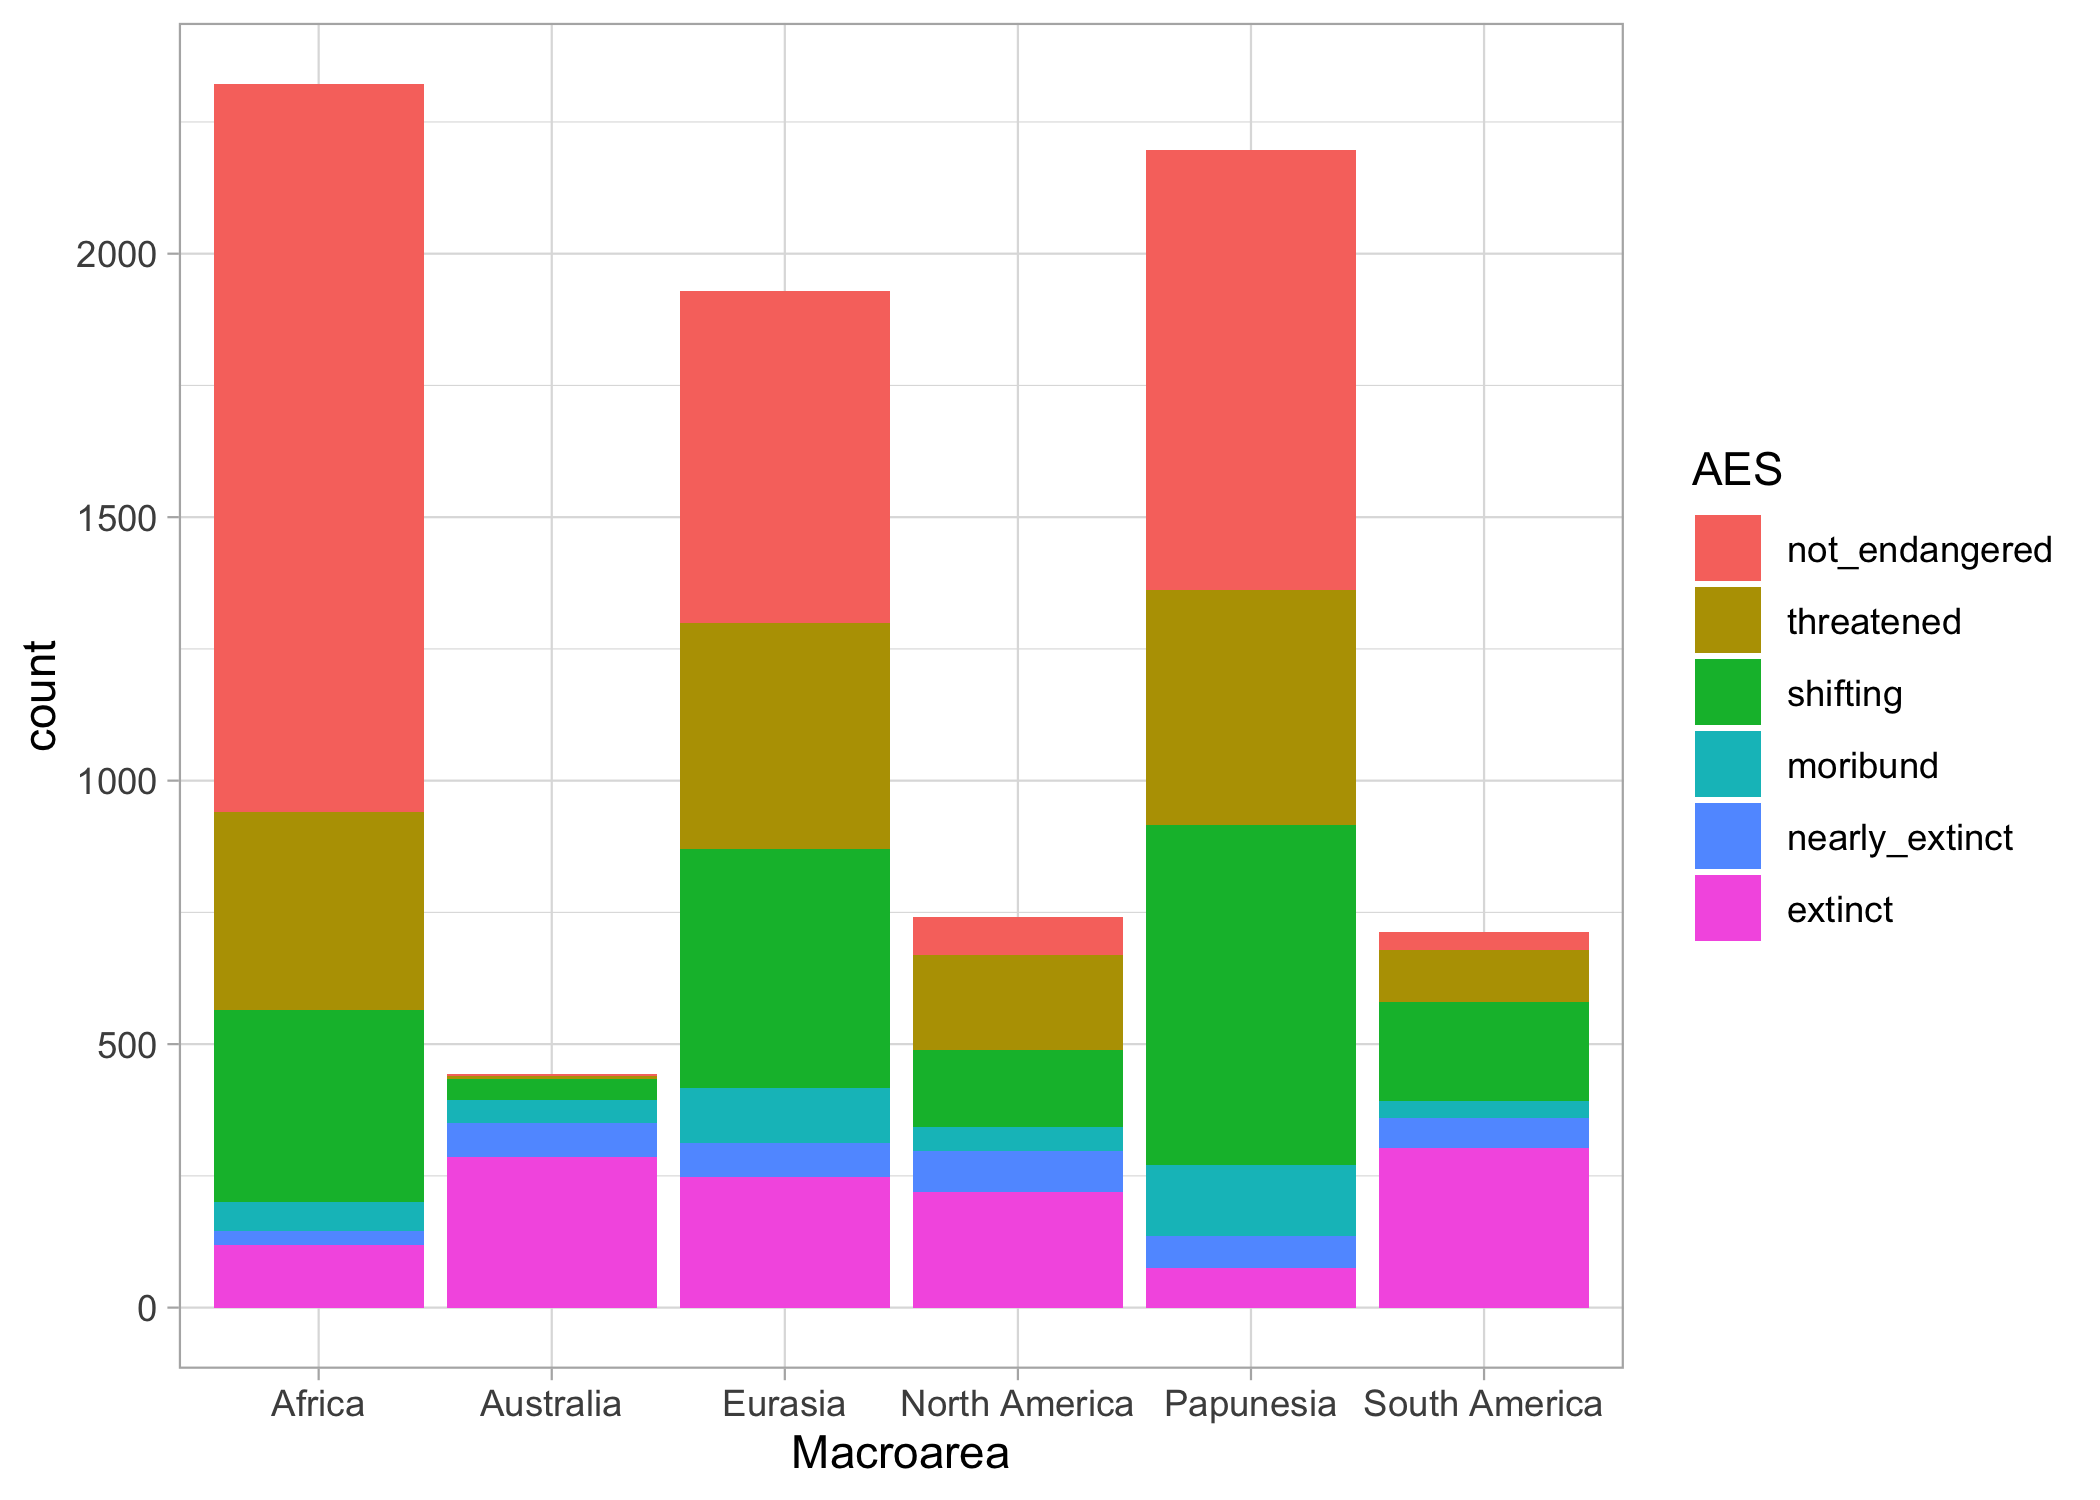 count
2000
1500
1000
500
0
Africa Australia Eurasia North America Papunesia South America
Macroarea
AES
not_endangered
threatened
shifting
moribund
nearly_extinct
extinct